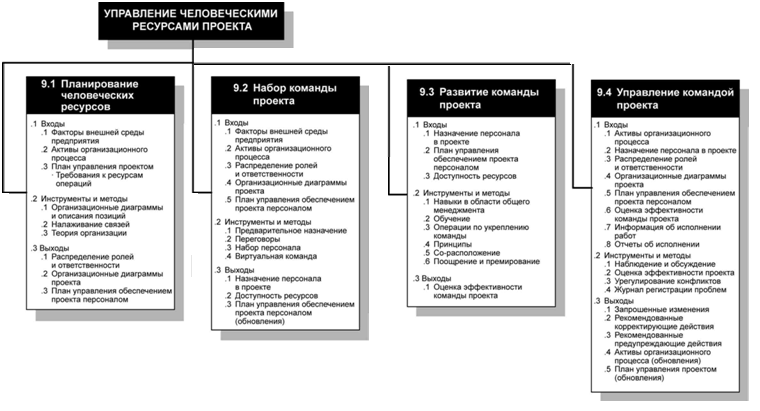 УПРАВЛЕНИЕ ЧЕЛОВЕЧЕСКИМИ
РЕСУРСАМИ ПРОЕКТА
9.1 Планирование
человеческих
ресурсов
.1 Входы
.1 Факторы внешней среды
предприятия
.2 Активы организационного
процесса
.3 План управления проектом
· Требования к ресурсам
операций
.2 Инструменты и методы
.1 Организационные диаграммы
и описания позиций
.2 Налаживание связей
.3 Теория организации
.3 Выходы
.1 Распределение ролей
и ответственности
.2 Организационные диаграммы
проекта
.3 План управления обеспечением
проекта персоналом
9.2 Набор команды
проекта
.1 Входы
.1 Факторы внешней среды
предприятия
.2 Активы организационного
процесса
.3 Распределение ролей
и ответственности
.4 Организационные диаграммы
проекта
.5 План управления обеспечением
проекта персоналом
.2 Инструменты и методы
.1 Предварительное назначение
.2 Переговоры
.3 Набор персонала
.4 Виртуальная команда
.3 Выходы
.1 Назначение персонала
в проекте
.2 Доступность ресурсов
.3 План управления обеспечением
проекта персоналом
(обновления)
9.3 Развитие команды
проекта
.1 Входы
.1 Назначение персонала
в проекте
.2 План управления
обеспечением проекта
персоналом
.3 Доступность ресурсов
.2 Инструменты и методы
.1 Навыки в области общего
менеджмента
.2 Обучение
.3 Операции по укреплению
команды
.4 Принципы
.5 Со-расположение
.6 Поощрение и премирование
.3 Выходы
.1 Оценка эффективности
команды проекта
9.4 Управление командой
проекта
.1 Входы
.1 Активы организационного
процесса
.2 Назначение персонала в проекте
.3 Распределение ролей
и ответственности
.4 Организационные диаграммы
проекта
.5 План управления обеспечением
проекта персоналом
.6 Оценка эффективности
команды проекта
.7 Информация об исполнении
работ
.8 Отчеты об исполнении
.2 Инструменты и методы
.1 Наблюдение и обсуждение
.2 Оценка эффективности проекта
.3 Урегулирование конфликтов
.4 Журнал регистрации проблем
.3 Выходы
.1 Запрошенные изменения
.2 Рекомендованные
корректирующие действия
.3 Рекомендованные
предупреждающие действия
.4 Активы организационного
процесса (обновления)
.5 План управления проектом
(обновления)